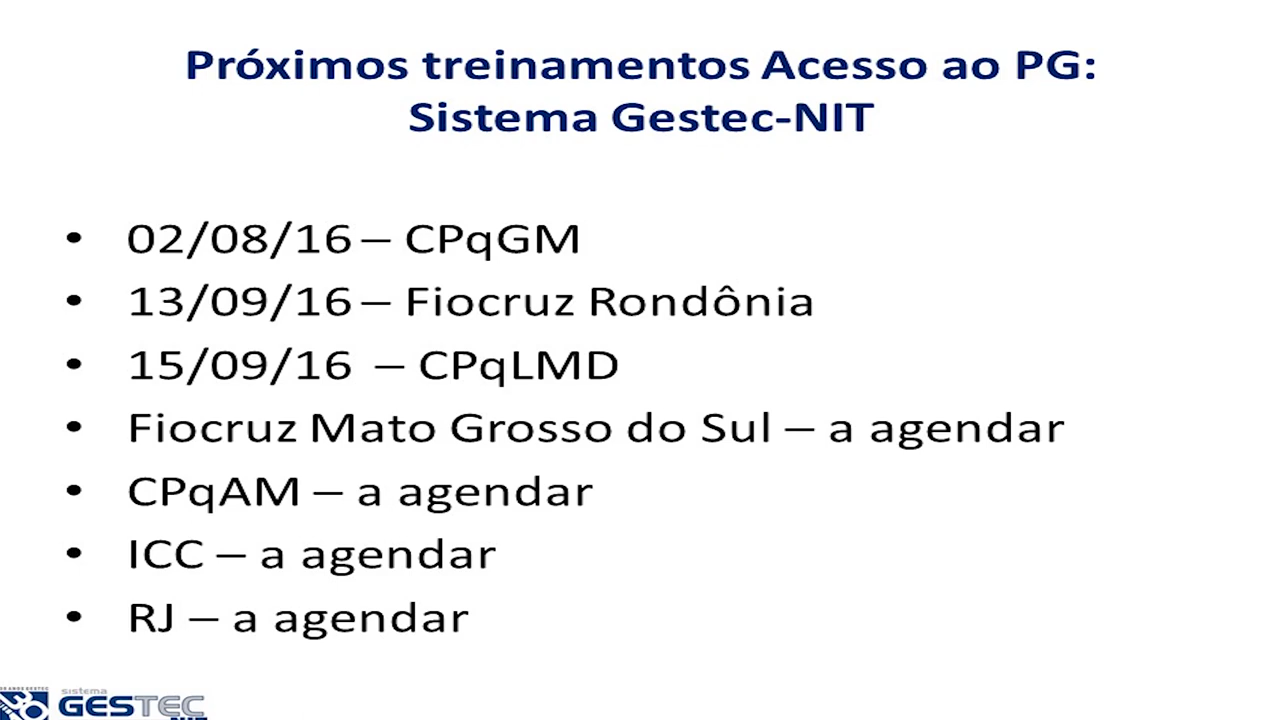 Próximos treinamentos Acesso ao PG:
Sistema Gestec-NIT
• 02/08/16 – CPqGM
• 13/09/16 – Fiocruz Rondônia
• 15/09/16 – CPqLMD
• Fiocruz Mato Grosso do Sul – a agendar
• CPqAM – a agendar
• ICC – a agendar
• RJ – a agendar
sistema
GESTEC
NIT